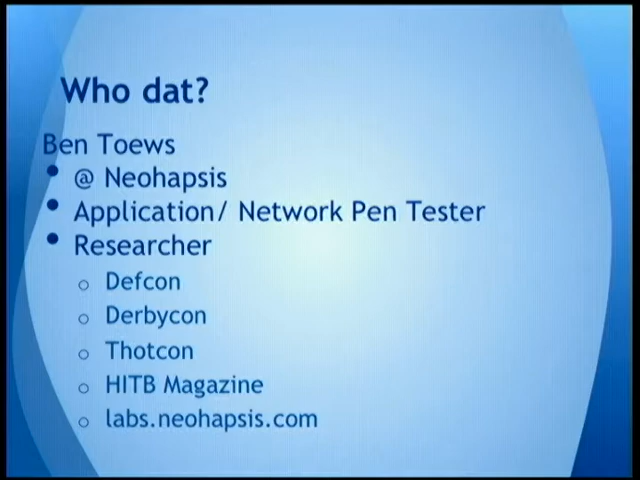 Who dat?
Ben Toews
• @ Neohapsis
• Application/ Network Pen Tester
• Researcher
o Defcon
o Derbycon
o Thotcon
o HITB Magazine
o labs.neohapsis.com